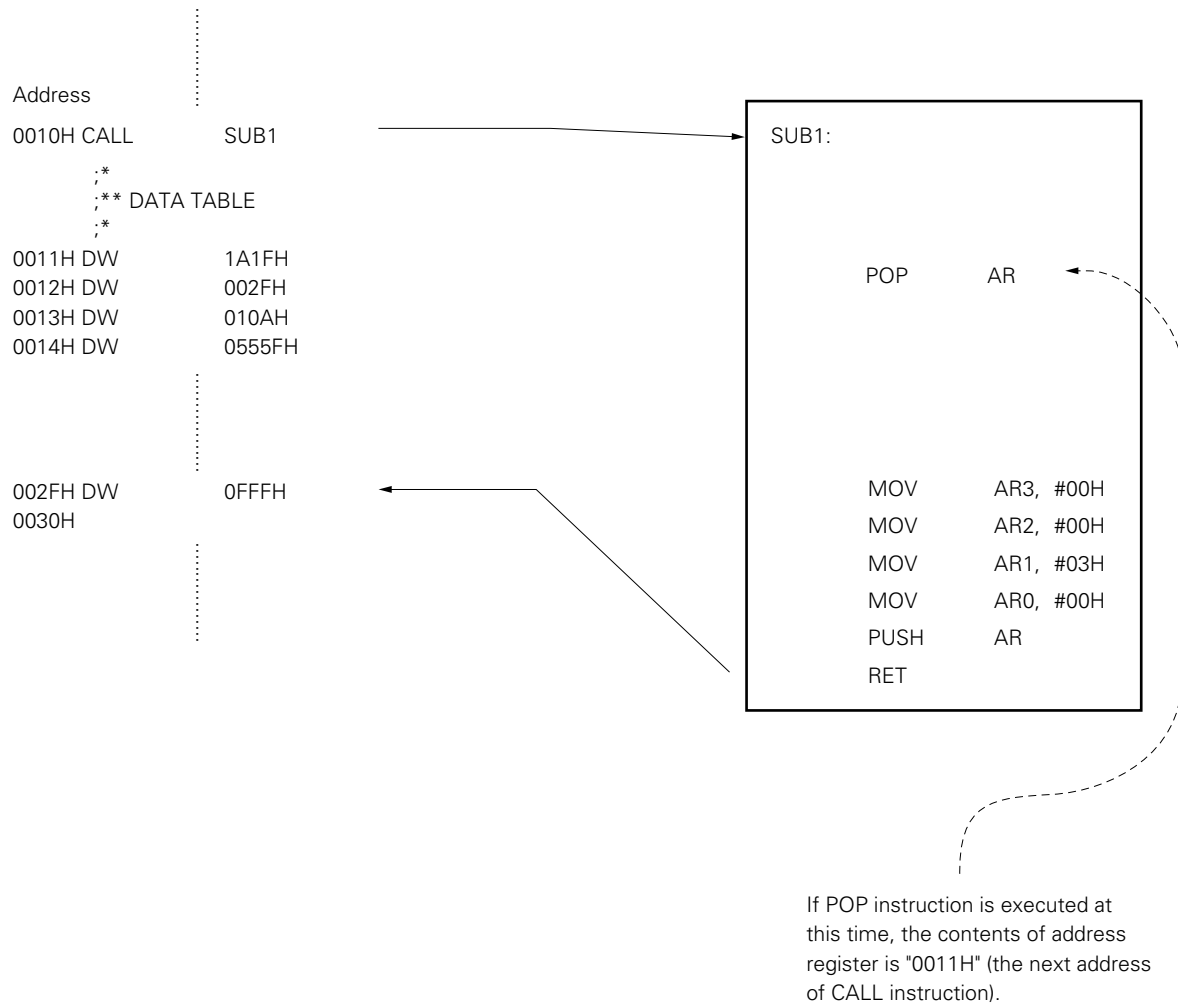 Address
0010H CALL SUB1
;*
;** DATA TABLE
;*
0011H DW 1A1FH
0012H DW 002FH
0013H DW 010AH
0014H DW 0555FH
002FH DW 0FFFH
0030H
SUB1:
POP AR
MOV AR3, #00H
MOV AR2, #00H
MOV AR1, #03H
MOV AR0, #00H
PUSH AR
RET
If POP instruction is executed at
this time, the contents of address
register is "0011H" (the next address
of CALL instruction).